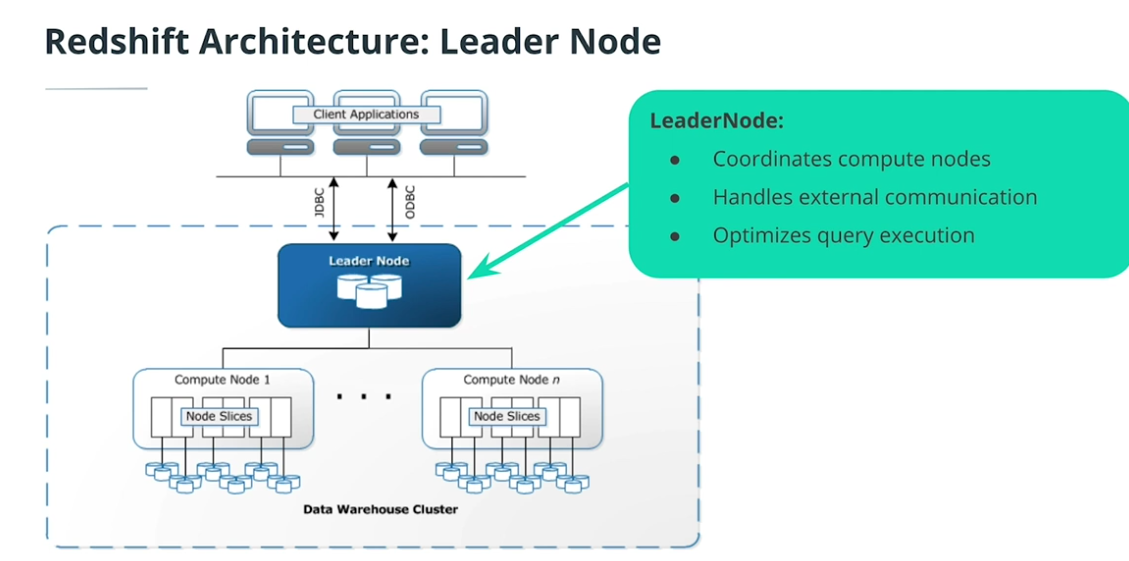 Redshift Architecture: Leader Node
Client Applications
JDBC
ODBC
LeaderNode:
● Coordinates compute nodes
● Handles external communication
● Optimizes query execution
Leader Node
Compute Node 1
Node Slices
. . .
Compute Node n
Node Slices
Data Warehouse Cluster